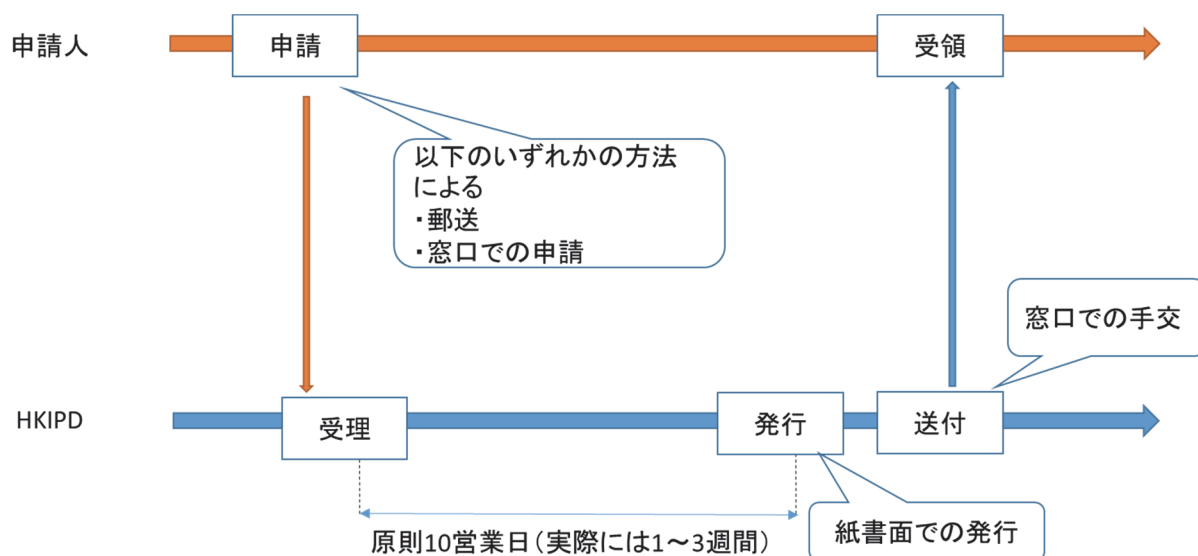 申請人
申請
受領
以下のいずれかの方法
による
・郵送
・窓口での申請
窓口での手交
HKIPD
受理
発行
送付
紙書面での発行
原則10営業日（実際には1～3週間）